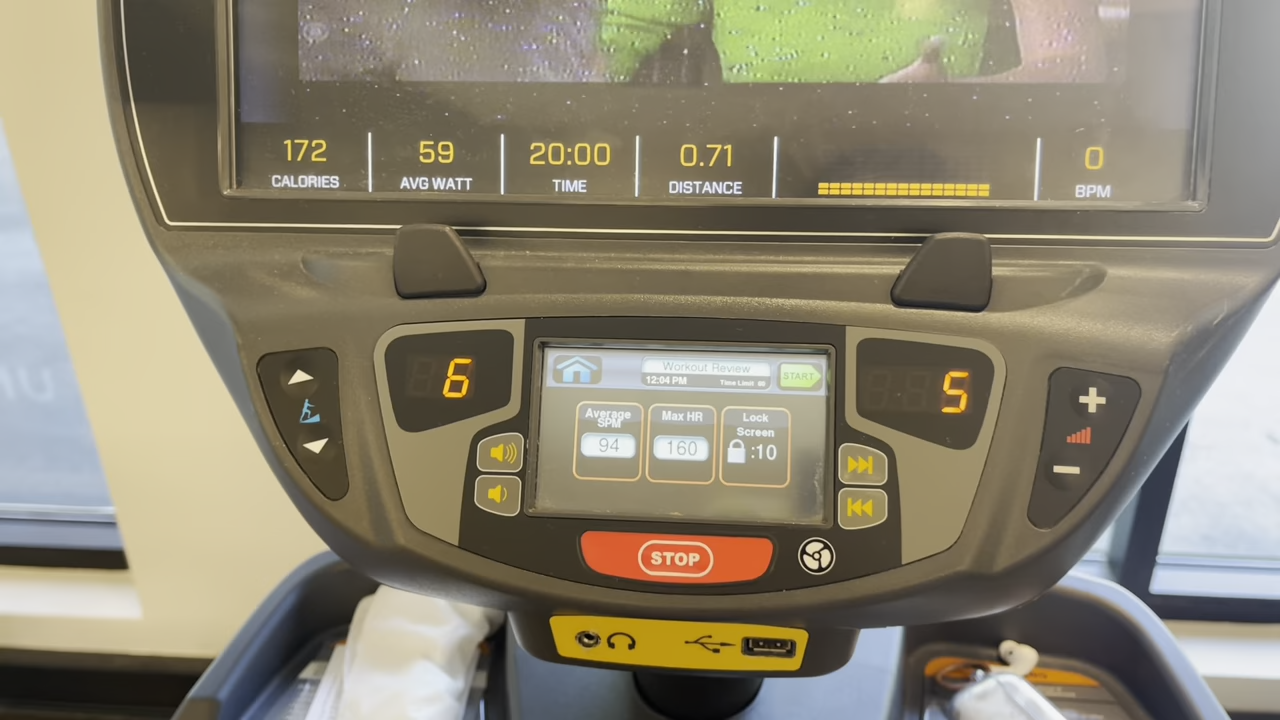 172
CALORIES
59
AVG WATT
20:00
TIME
0.71
DISTANCE
0
BPM
6
5
Workout Review
12:04 PM
Time Limit 60
START
Average
SPM
94
Max HR
160
Lock
Screen
:10
STOP